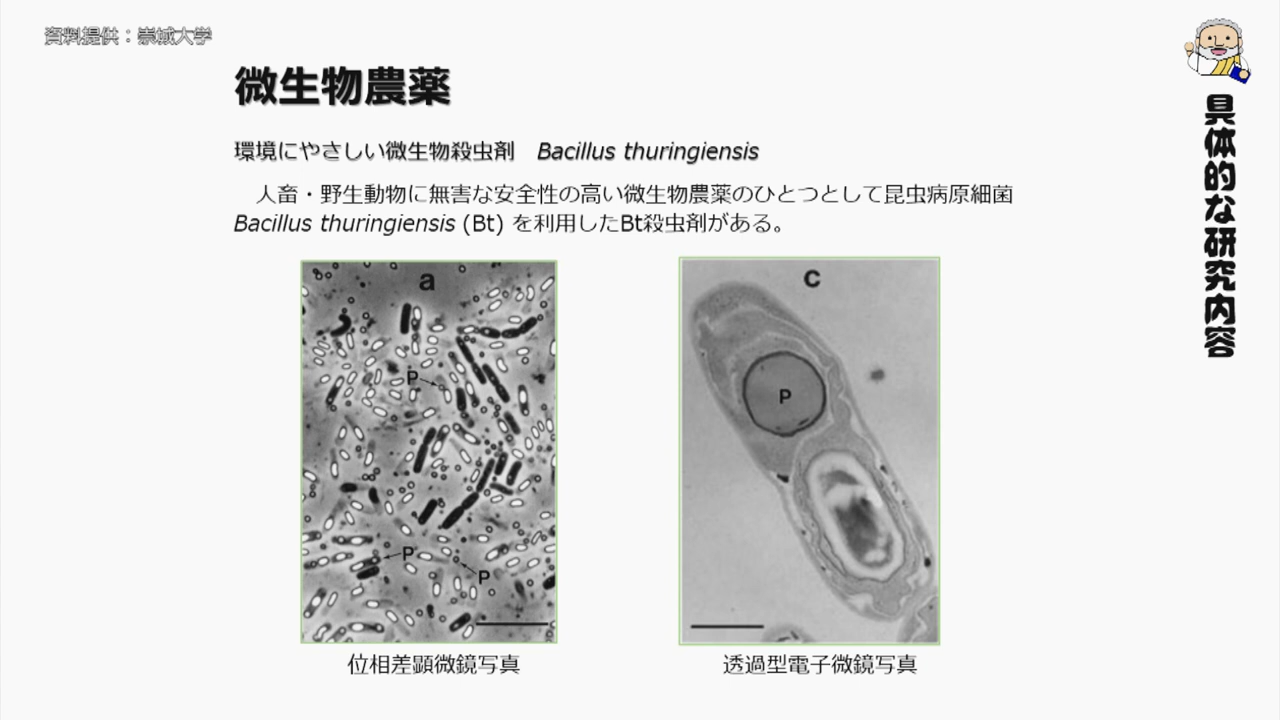 資料提供：崇城大学
微生物農薬
環境にやさしい微生物殺虫剤 Bacillus thuringiensis
人畜・野生動物に無害な安全性の高い微生物農薬のひとつとして昆虫病原細菌
Bacillus thuringiensis (Bt) を利用したBt殺虫剤がある。
a
P
P
P
c
P
位相差顕微鏡写真
透過型電子微鏡写真
具体的な研究内容